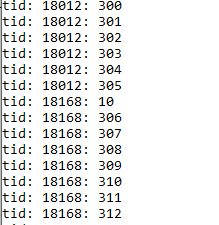 tid: 18012: 300
tid: 18012: 301
tid: 18012: 302
tid: 18012: 303
tid: 18012: 304
tid: 18012: 305
tid: 18168: 10
tid: 18168: 306
tid: 18168: 307
tid: 18168: 308
tid: 18168: 309
tid: 18168: 310
tid: 18168: 311
tid: 18168: 312